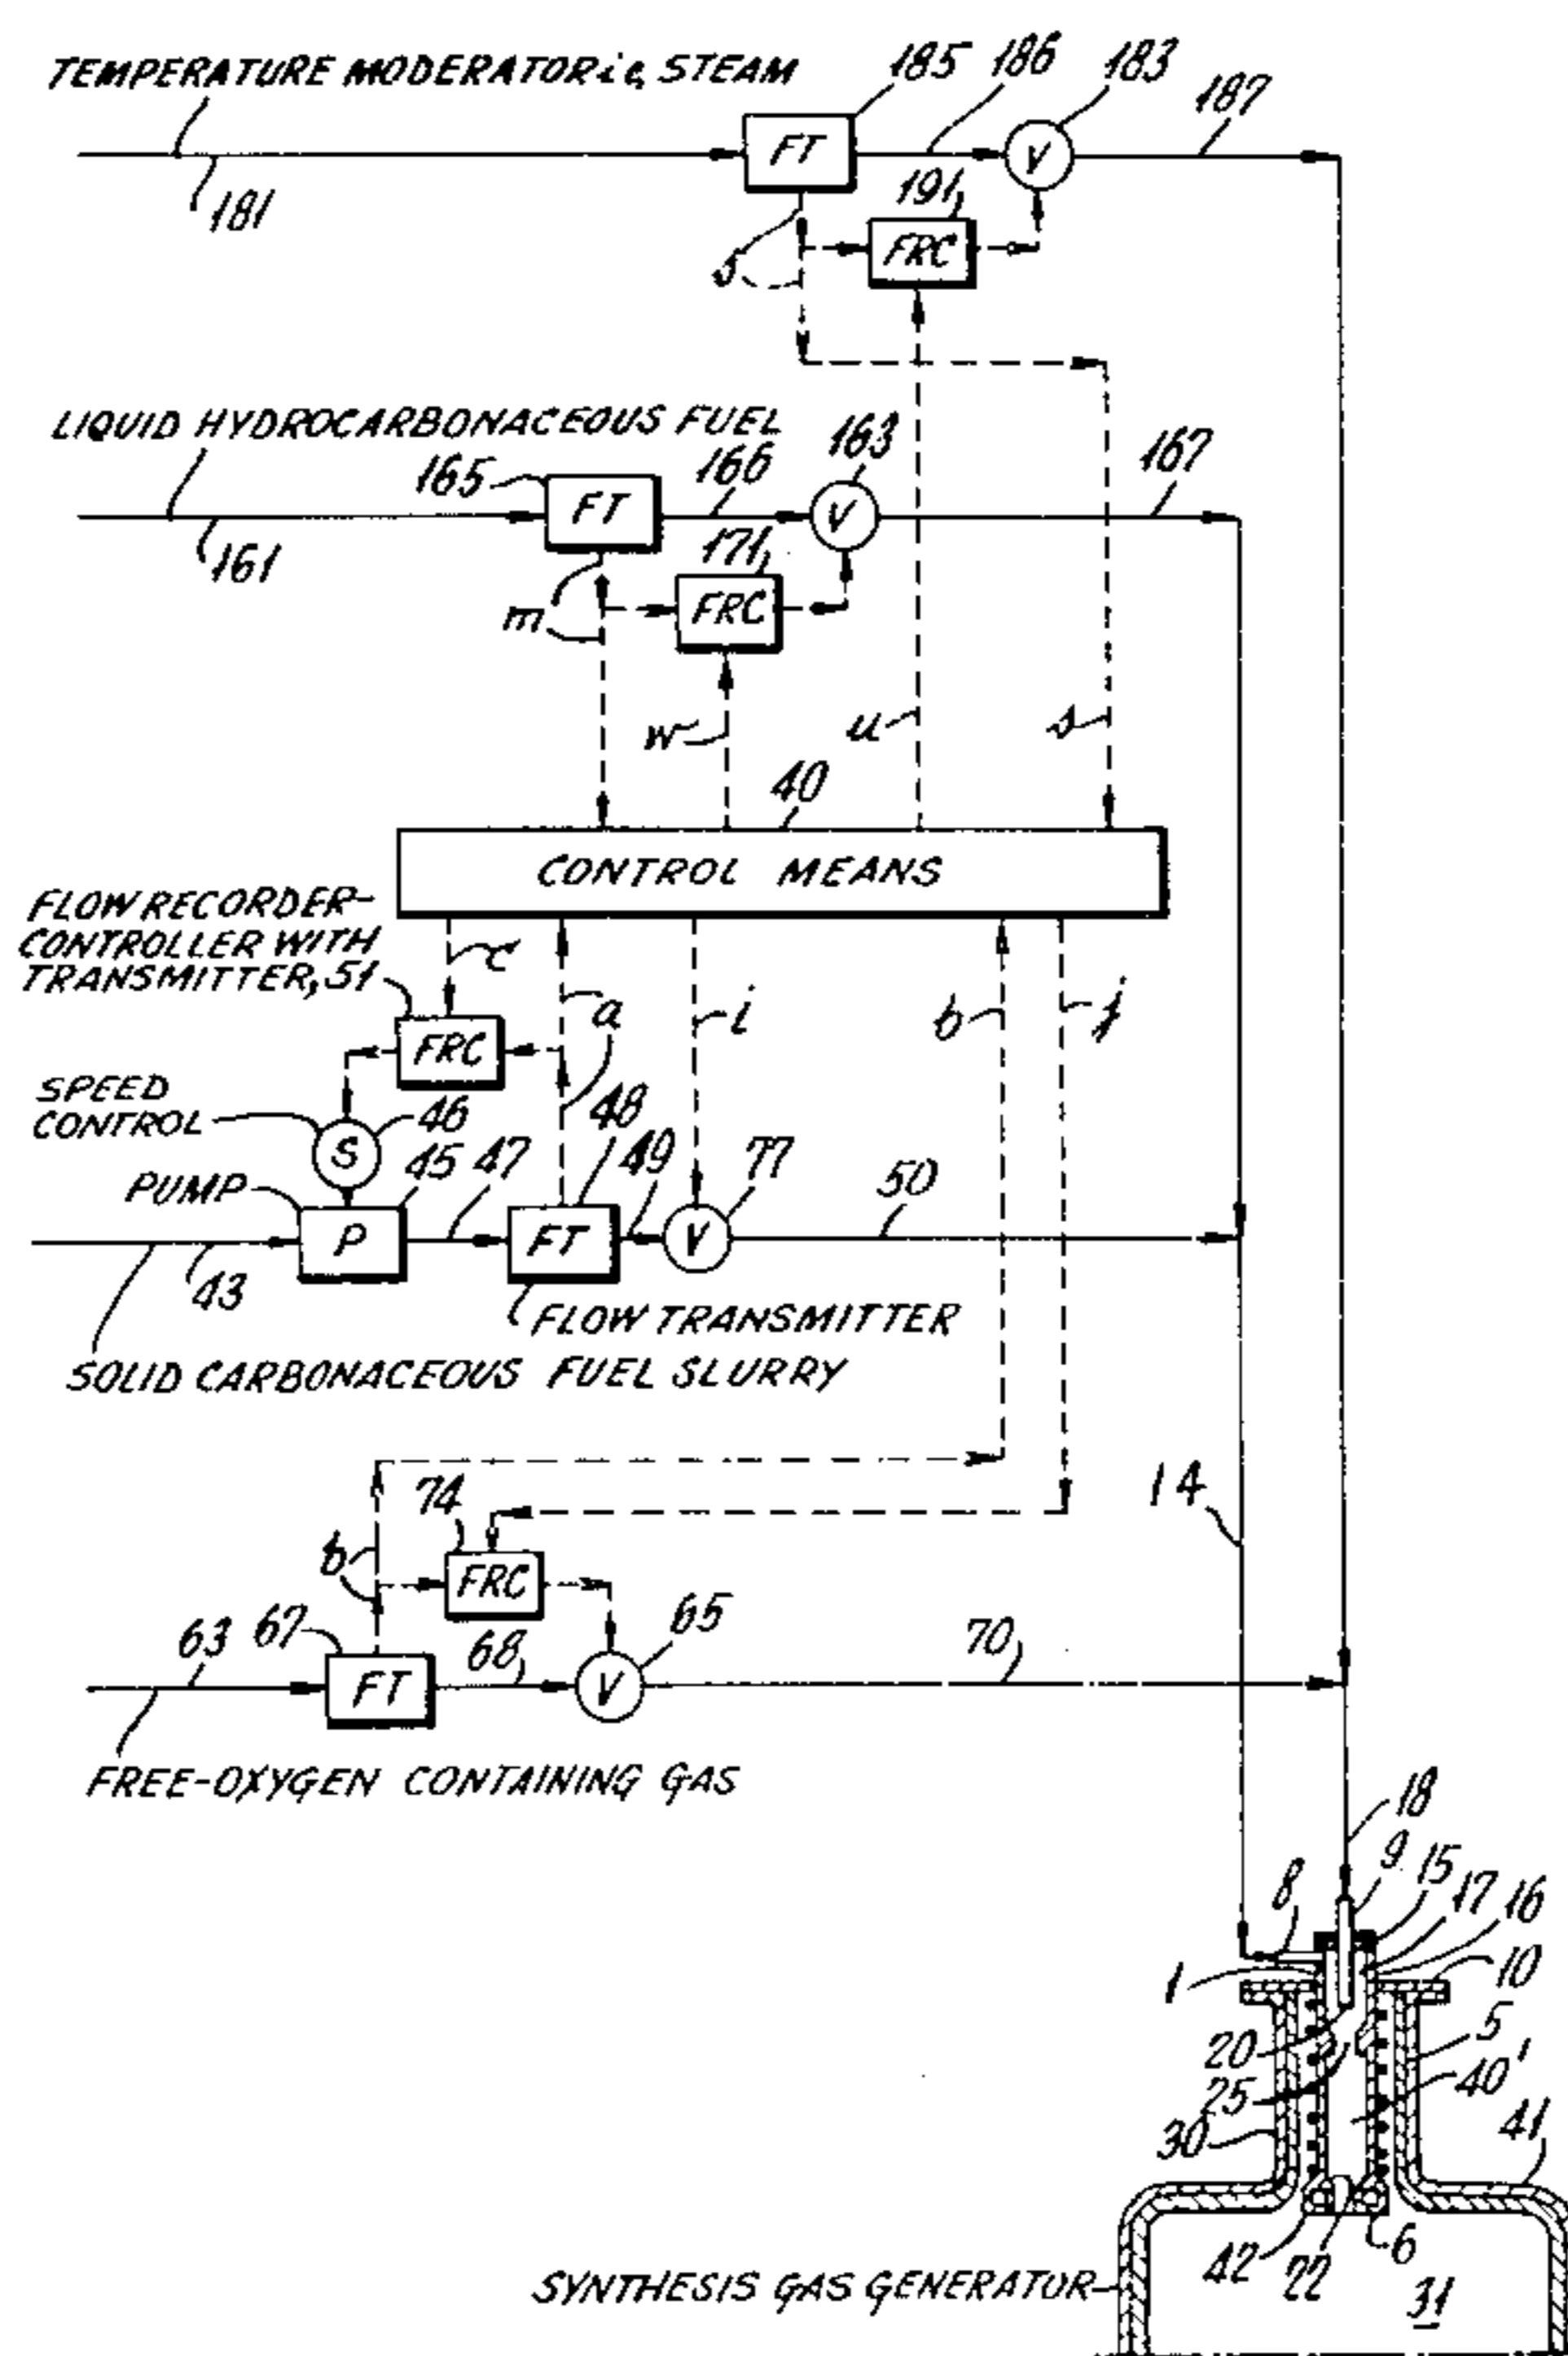 TEMPERATURE MODERATOR ie, STEAM
185 186 183 187
FT V
181
191
s FRC
LIQUID HYDROCARBONACEOUS FUEL
163
165 166 167
FT V
161
171
m FRC
w u s
40
CONTROL MEANS
FLOW RECORDER-
CONTROLLER WITH
TRANSMITTER, 51
c a i b j
FRC
SPEED
CONTROL
46 48
S
PUMP 45 47 49 77 50
P FT V
43
FLOW TRANSMITTER
SOLID CARBONACEOUS FUEL SLURRY
14
74
b FRC
63 67 68 65 70
FT V
FREE-OXYGEN CONTAINING GAS
18
8 9 15 17 16
1 10
20 5
25 40'
30 41
42 22 6
SYNTHESIS GAS GENERATOR
31